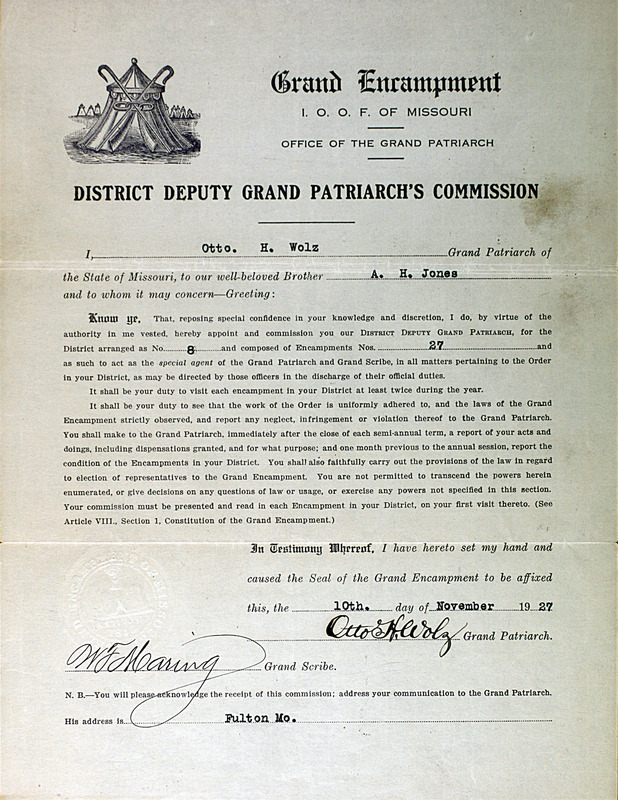 Grand Encampment
I. O. O. F. OF MISSOURI
OFFICE OF THE GRAND PATRIARCH
DISTRICT DEPUTY GRAND PATRIARCH'S COMMISSION
I, Otto. H. Wolz Grand Patriarch of
the State of Missouri, to our well-beloved Brother A. H. Jones
and to whom it may concern—Greeting:
Know ye. That, reposing special confidence in your knowledge and discretion, I do, by virtue of the
authority in me vested, hereby appoint and commission you our DISTRICT DEPUTY GRAND PATRIARCH, for the
District arranged as No. 8 and composed of Encampments Nos. 27 and
as such to act as the special agent of the Grand Patriarch and Grand Scribe, in all matters pertaining to the Order
in your District, as may be directed by those officers in the discharge of their official duties.
It shall be your duty to visit each encampment in your District at least twice during the year.
It shall be your duty to see that the work of the Order is uniformly adhered to, and the laws of the Grand
Encampment strictly observed, and report any neglect, infringement or violation thereof to the Grand Patriarch.
You shall make to the Grand Patriarch, immediately after the close of each semi-annual term, a report of your acts and
doings, including dispensations granted, and for what purpose; and one month previous to the annual session, report the
condition of the Encampments in your District. You shall also faithfully carry out the provisions of the law in regard
to election of representatives to the Grand Encampment. You are not permitted to transcend the powers herein
enumerated, or give decisions on any questions of law or usage, or exercise any powers not specified in this section.
Your commission must be presented and read in each Encampment in your District, on your first visit thereto. (See
Article VIII., Section 1, Constitution of the Grand Encampment.)
In Testimony Whereof, I have hereto set my hand and
caused the Seal of the Grand Encampment to be affixed
this, the 10th. day of November 19 27
Otto H. Wolz Grand Patriarch.
W F Maring Grand Scribe.
N. B.—You will please acknowledge the receipt of this commission; address your communication to the Grand Patriarch.
His address is Fulton Mo.